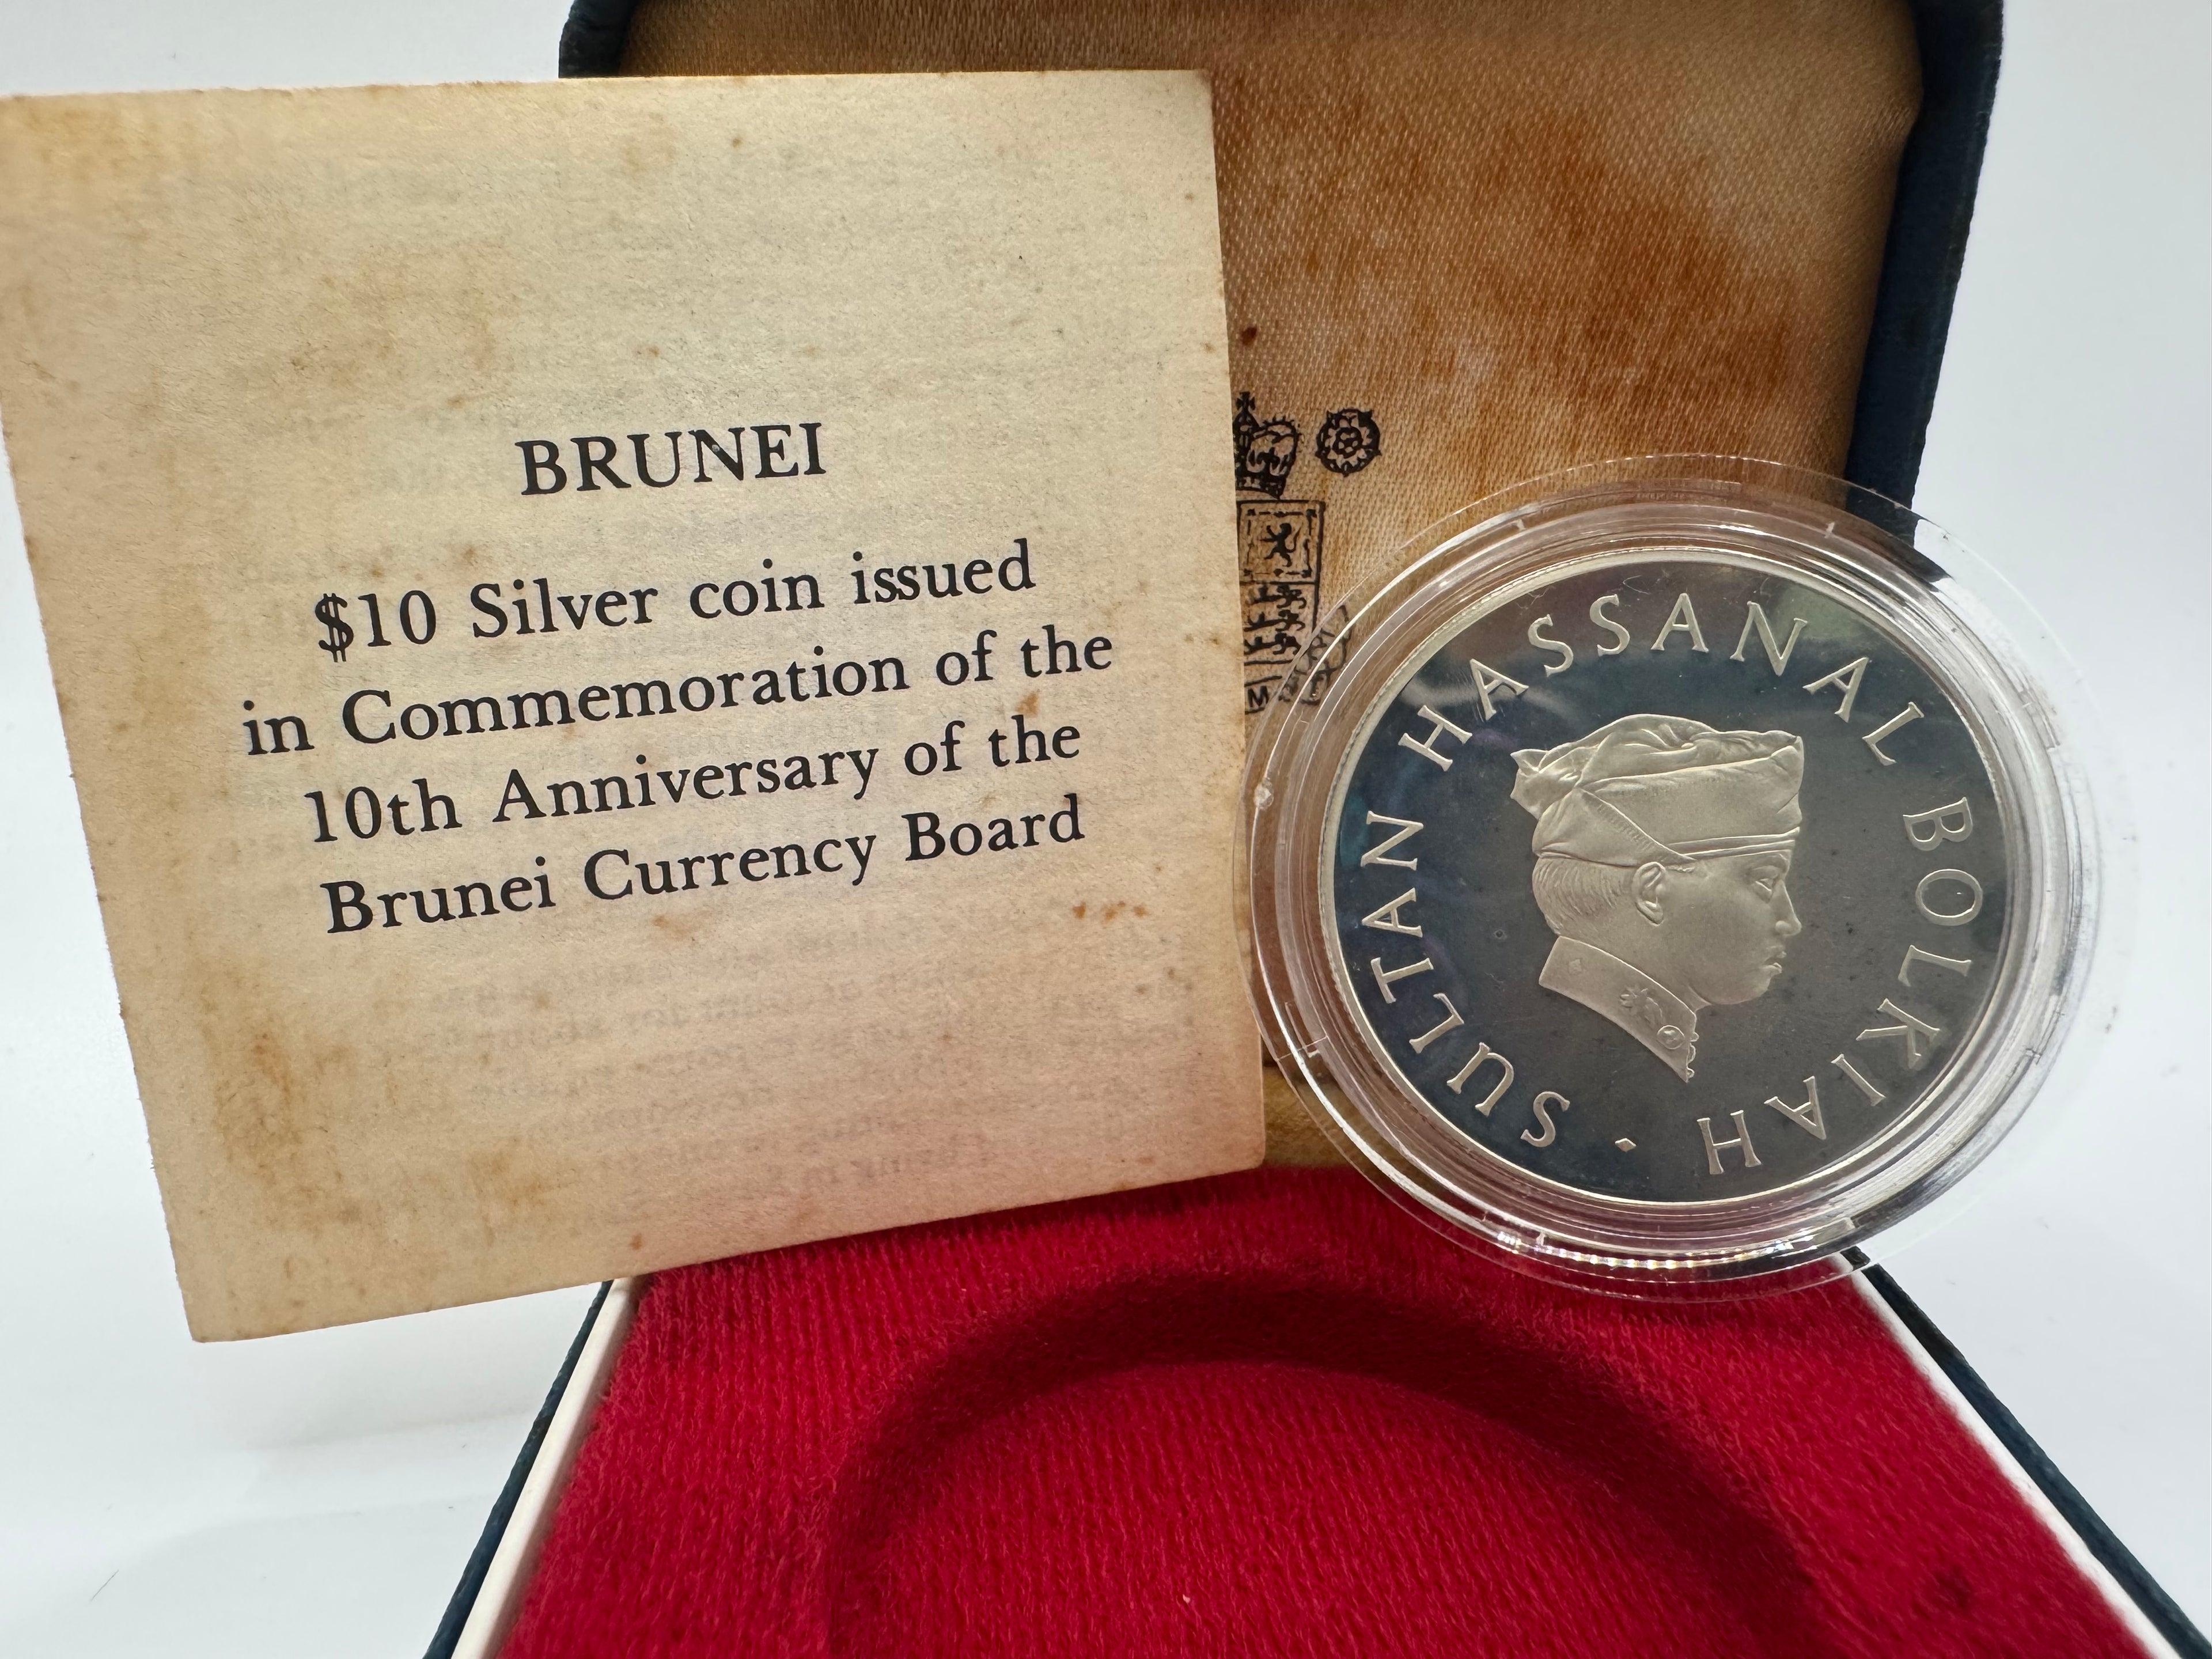 BRUNEI
$10 Silver coin issued
in Commemoration of the
10th Anniversary of the
Brunei Currency Board
SULTAN HASSANAL BOLKIAH ·